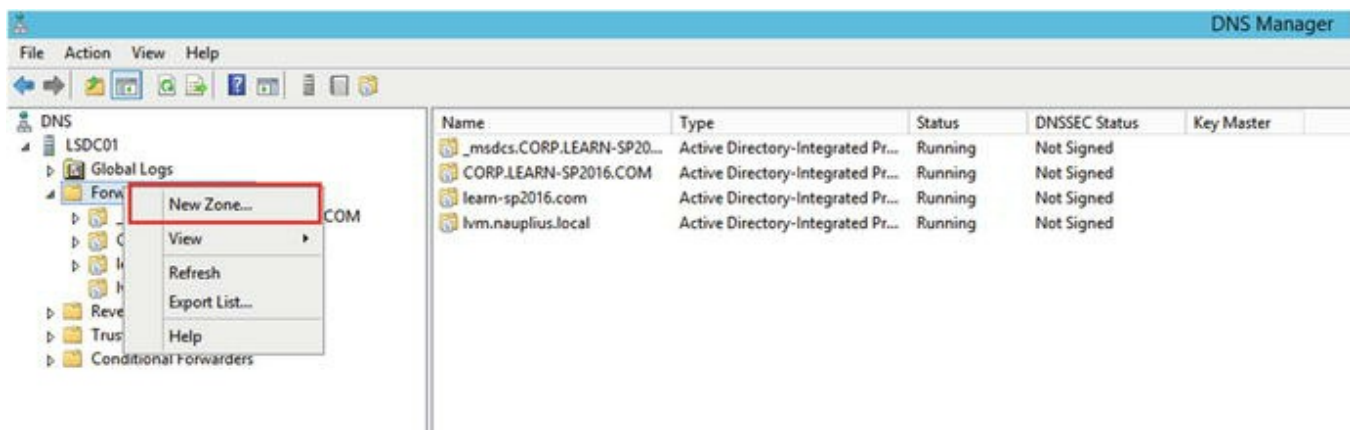 DNS Manager
File Action View Help
DNS
LSDC01
Global Logs
New Zone...
COM
View
Refresh
Export List...
Help
Conditional Forwarders
Name Type Status DNSSEC Status Key Master
_msdcs.CORP.LEARN-SP20... Active Directory-Integrated Pr... Running Not Signed
CORP.LEARN-SP2016.COM Active Directory-Integrated Pr... Running Not Signed
learn-sp2016.com Active Directory-Integrated Pr... Running Not Signed
lvm.nauplius.local Active Directory-Integrated Pr... Running Not Signed